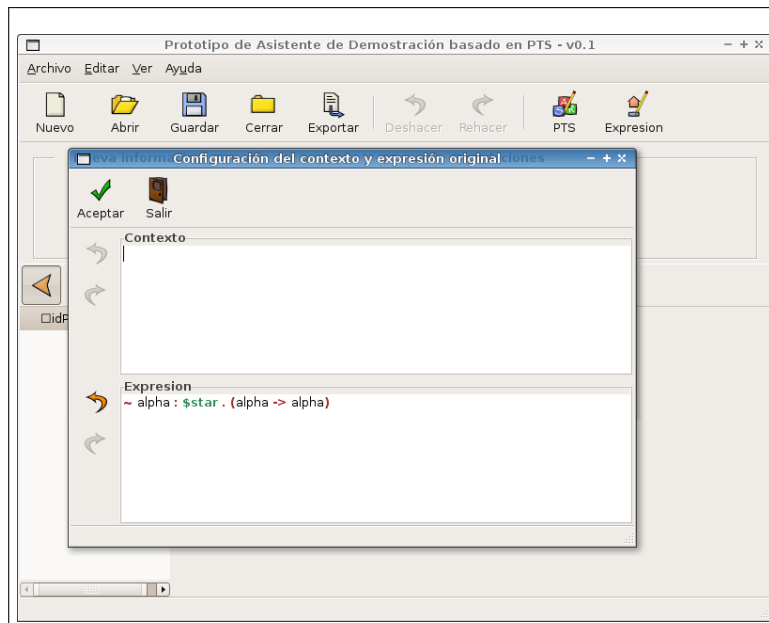 Prototipo de Asistente de Demostración basado en PTS - v0.1
Archivo Editar Ver Ayuda
Nuevo Abrir Guardar Cerrar Exportar Deshacer Rehacer PTS Expresion
Configuración del contexto y expresión original
Aceptar Salir
Contexto
Expresion
~ alpha : $star . (alpha -> alpha)